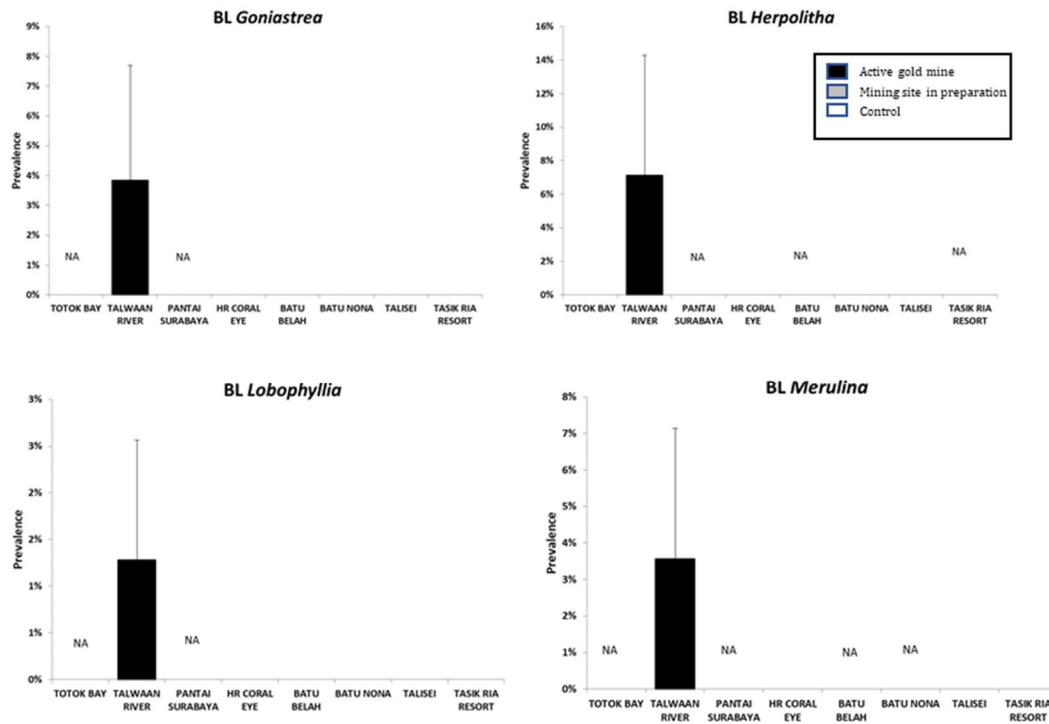 BL Goniastrea
9%
8%
7%
6%
5%
4%
3%
2%
1%
0%
Prevalence
NA
NA
TOTOK BAY TALWAAN RIVER PANTAI SURABAYA HR CORAL EYE BATU BELAH BATU NONA TALISEI TASIK RIA RESORT
BL Herpolitha
16%
14%
12%
10%
8%
6%
4%
2%
0%
Prevalence
Active gold mine
Mining site in preparation
Control
NA
NA
NA
TOTOK BAY TALWAAN RIVER PANTAI SURABAYA HR CORAL EYE BATU BELAH BATU NONA TALISEI TASIK RIA RESORT
BL Lobophyllia
3%
3%
2%
2%
1%
1%
0%
Prevalence
NA
NA
TOTOK BAY TALWAAN RIVER PANTAI SURABAYA HR CORAL EYE BATU BELAH BATU NONA TALISEI TASIK RIA RESORT
BL Merulina
8%
7%
6%
5%
4%
3%
2%
1%
0%
Prevalence
NA
NA
NA
NA
TOTOK BAY TALWAAN RIVER PANTAI SURABAYA HR CORAL EYE BATU BELAH BATU NONA TALISEI TASIK RIA RESORT